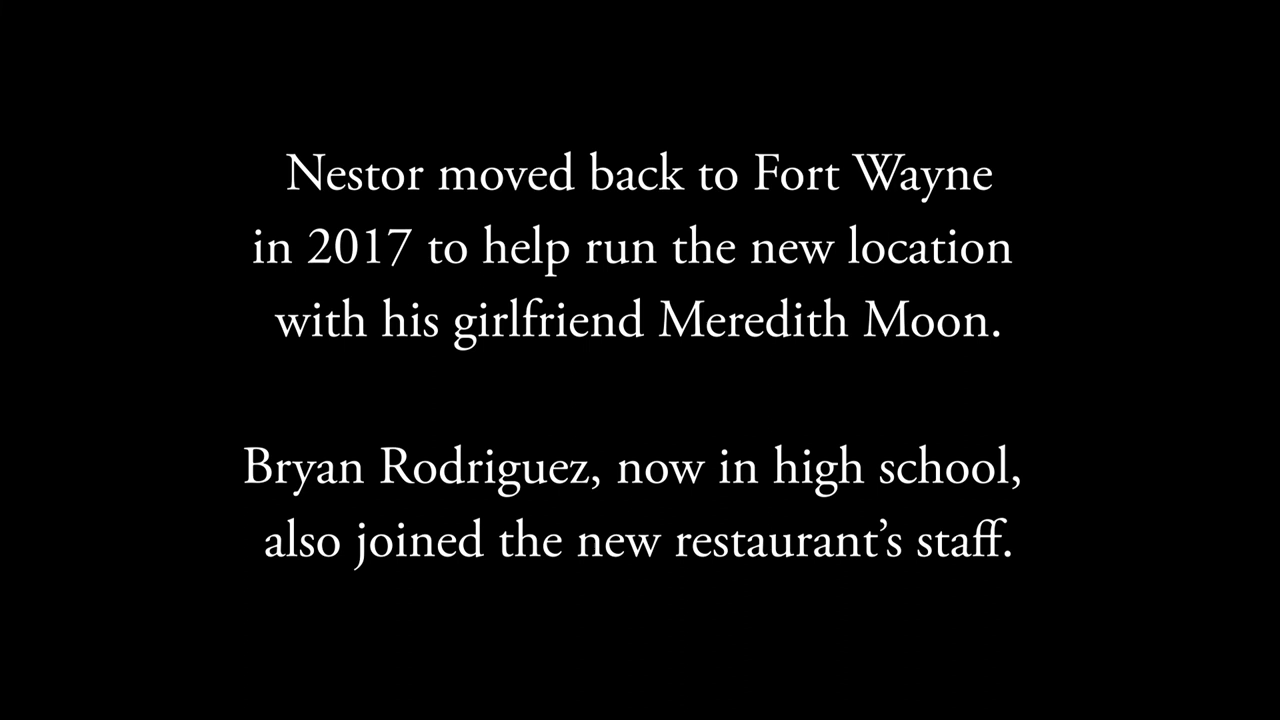 Nestor moved back to Fort Wayne
in 2017 to help run the new location
with his girlfriend Meredith Moon.
Bryan Rodriguez, now in high school,
also joined the new restaurant’s staff.